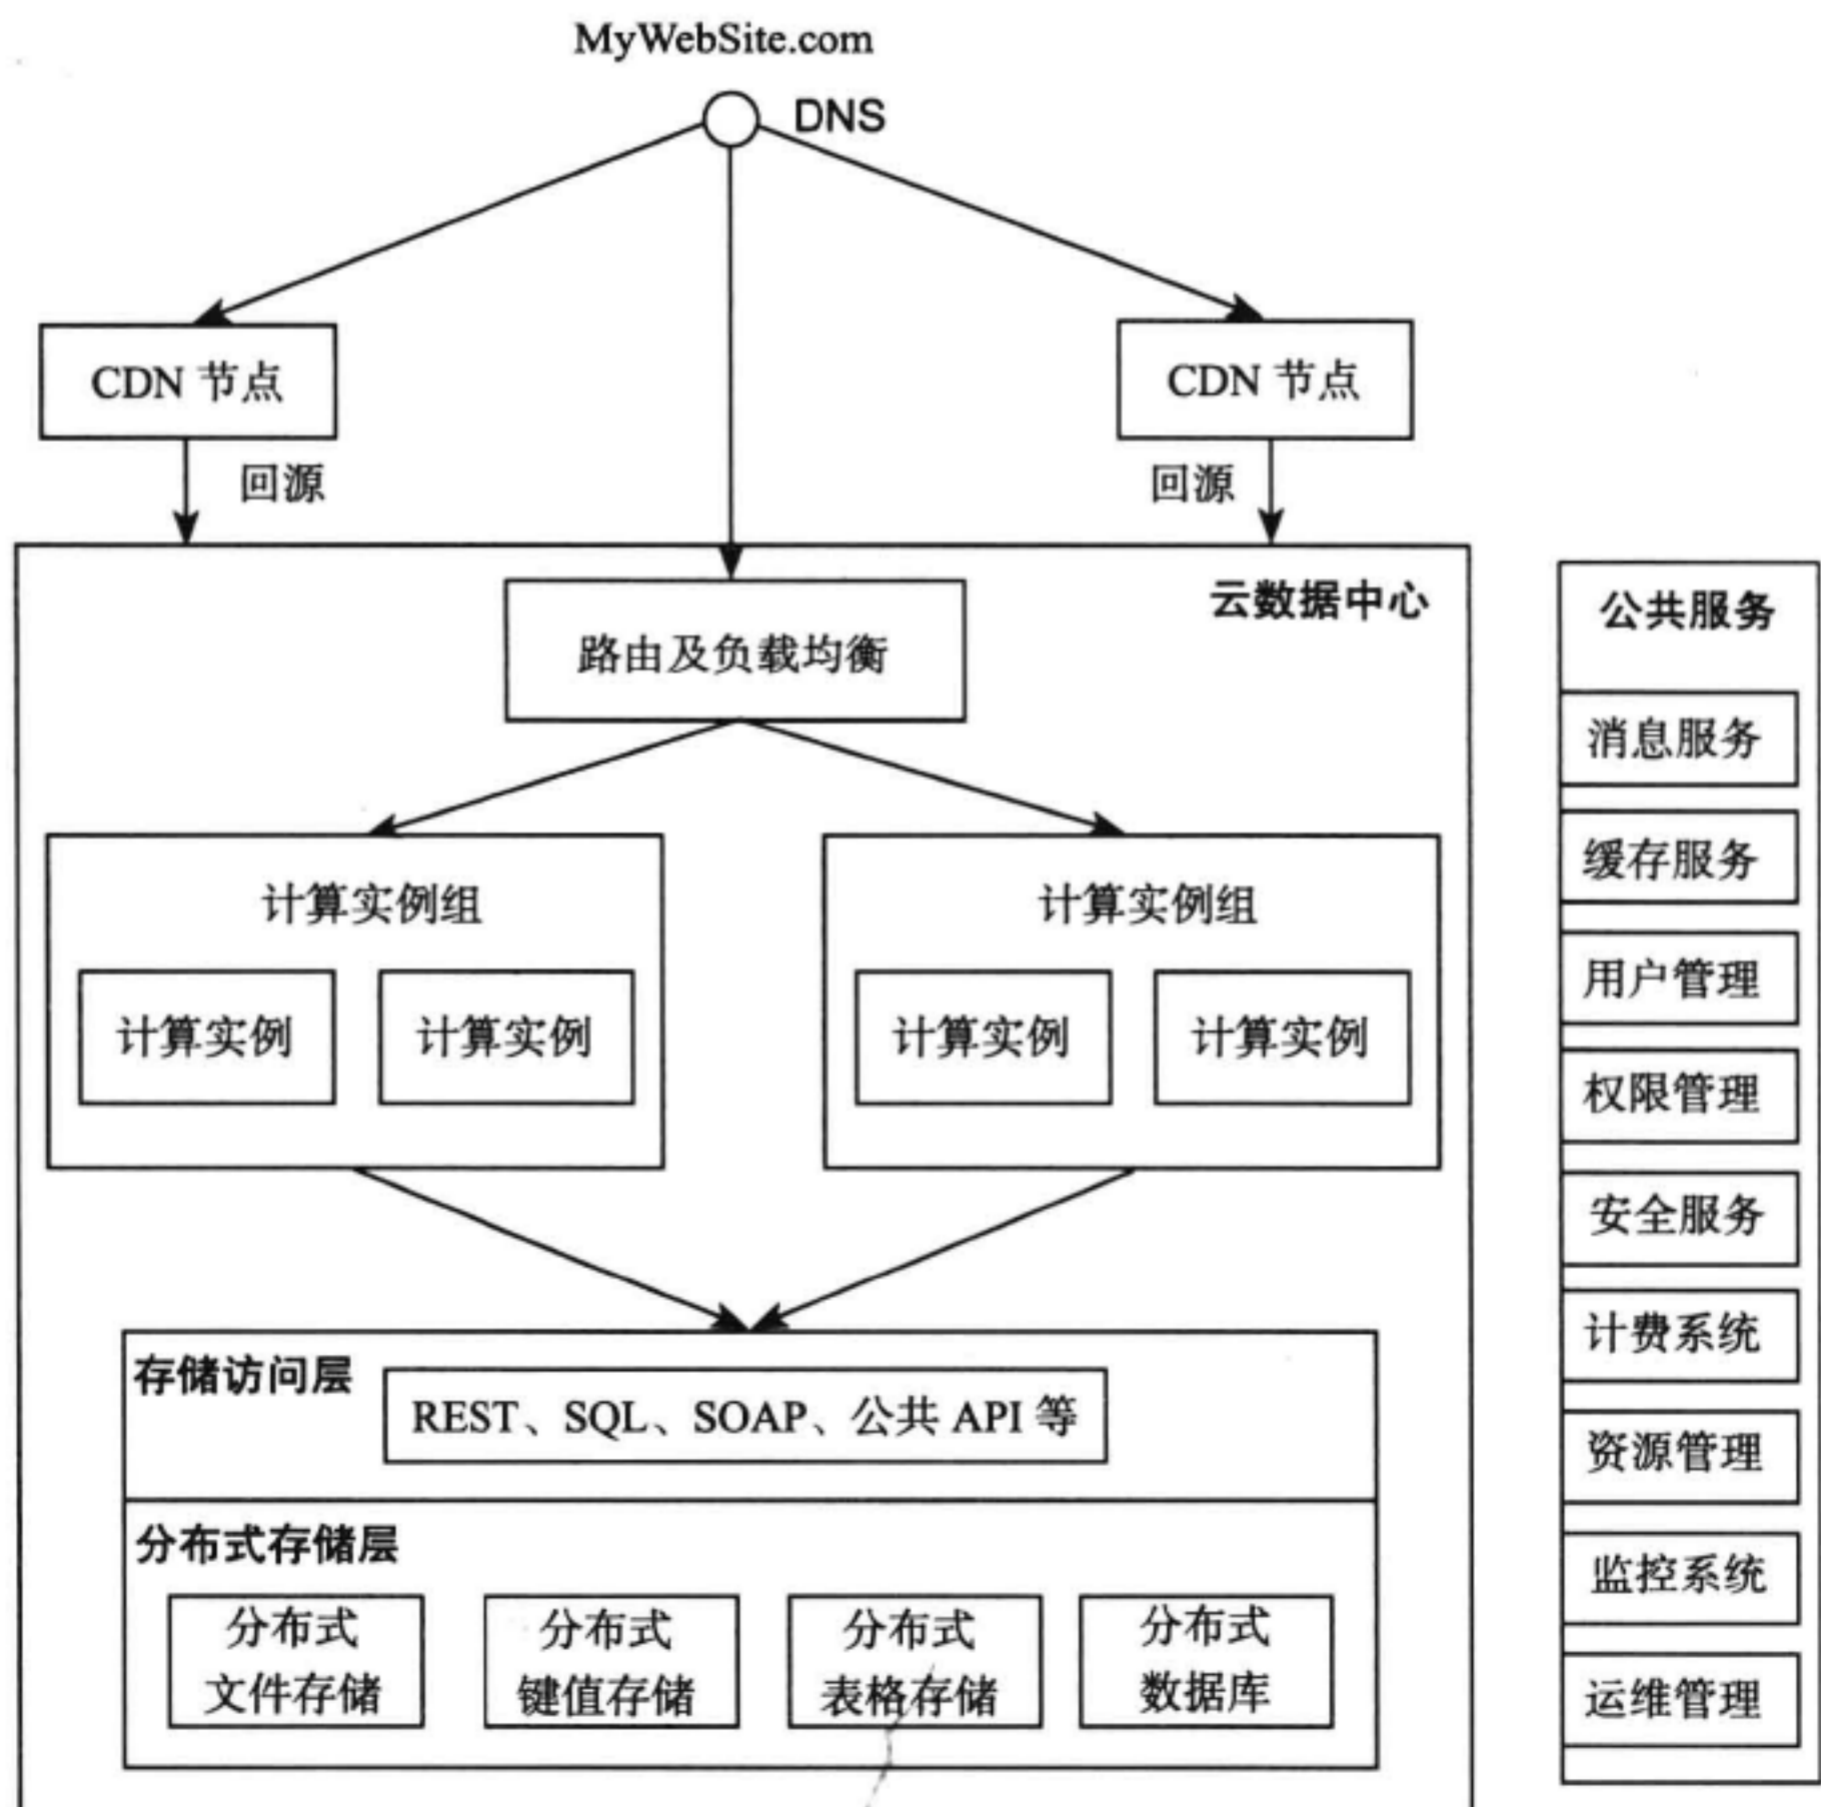 MyWebSite.com
DNS
CDN 节点
CDN 节点
回源
回源
云数据中心
路由及负载均衡
计算实例组
计算实例
计算实例
计算实例组
计算实例
计算实例
存储访问层
REST、SQL、SOAP、公共 API 等
分布式存储层
分布式
文件存储
分布式
键值存储
分布式
表格存储
分布式
数据库
公共服务
消息服务
缓存服务
用户管理
权限管理
安全服务
计费系统
资源管理
监控系统
运维管理